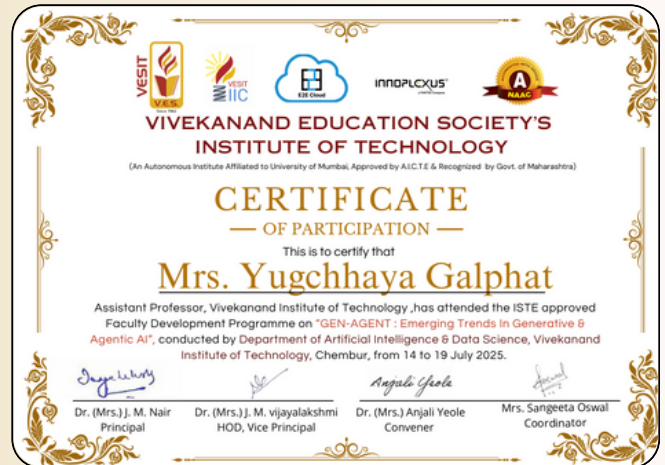 VESIT
V.E.S.
Since 1962
VESIT
IIC
E2E Cloud
INNOPLEXUS
A
NAAC
VIVEKANAND EDUCATION SOCIETY'S
INSTITUTE OF TECHNOLOGY
(An Autonomous Institute Affiliated to University of Mumbai, Approved by A.I.C.T.E & Recognized by Govt. of Maharashtra)
CERTIFICATE
OF PARTICIPATION
This is to certify that
Mrs. Yugchhaya Galphat
Assistant Professor, Vivekanand Institute of Technology ,has attended the ISTE approved
Faculty Development Programme on "GEN-AGENT : Emerging Trends In Generative &
Agentic AI", conducted by Department of Artificial Intelligence & Data Science, Vivekanand
Institute of Technology, Chembur, from 14 to 19 July 2025.
Anjali Yeole
Dr. (Mrs.) J. M. Nair
Principal
Dr. (Mrs.) J. M. vijayalakshmi
HOD, Vice Principal
Dr. (Mrs.) Anjali Yeole
Convener
Mrs. Sangeeta Oswal
Coordinator